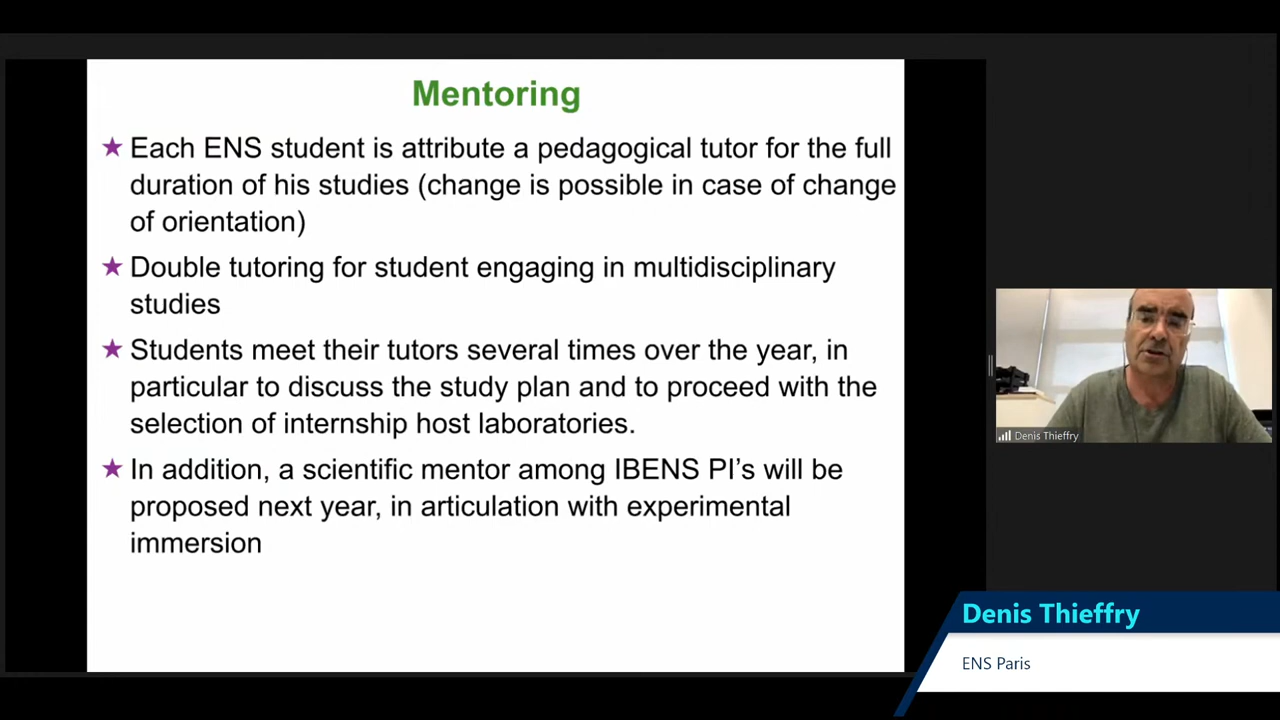 Mentoring
★ Each ENS student is attribute a pedagogical tutor for the full
duration of his studies (change is possible in case of change
of orientation)
★ Double tutoring for student engaging in multidisciplinary
studies
★ Students meet their tutors several times over the year, in
particular to discuss the study plan and to proceed with the
selection of internship host laboratories.
★ In addition, a scientific mentor among IBENS PI’s will be
proposed next year, in articulation with experimental
immersion
Denis Thieffry
Denis Thieffry
ENS Paris